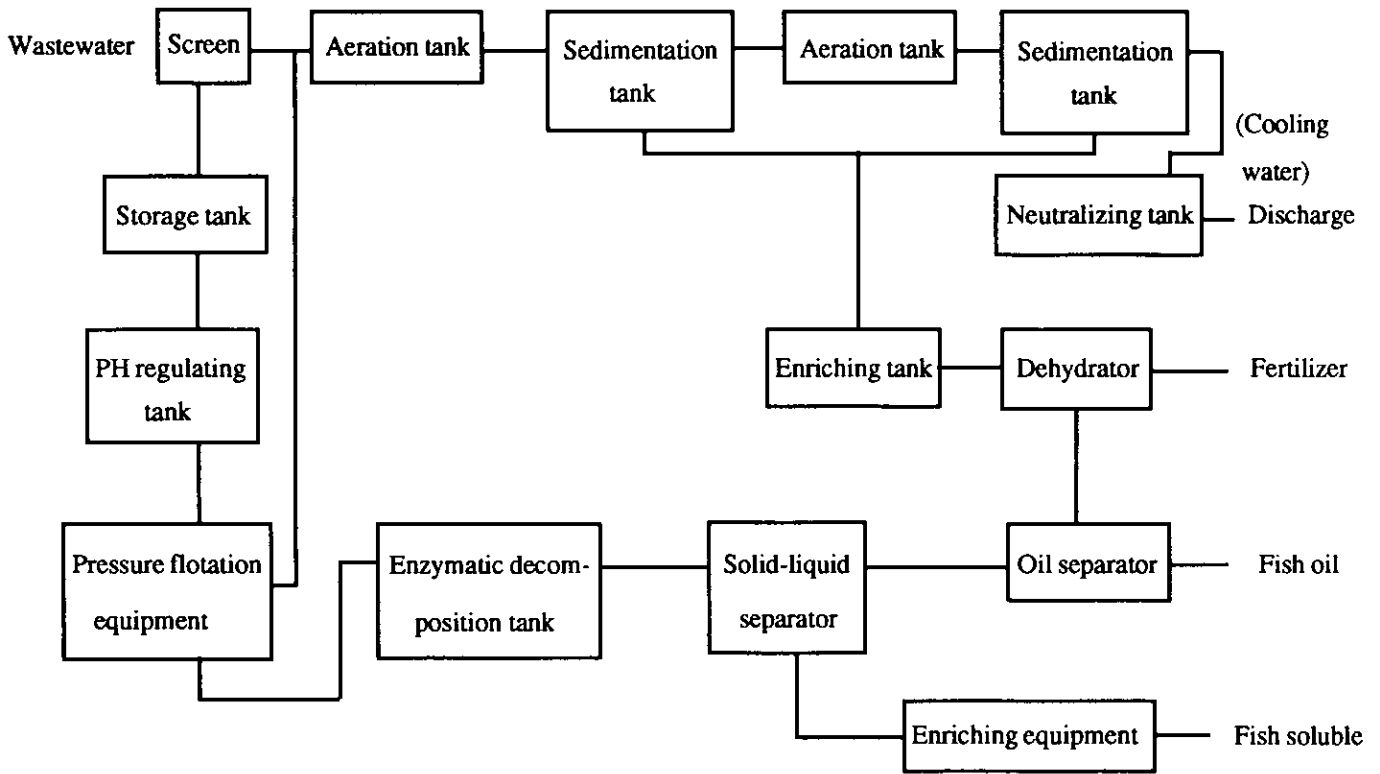 Wastewater
Screen
Aeration tank
Sedimentation
tank
Aeration tank
Sedimentation
tank
(Cooling
water)
Storage tank
Neutralizing tank
Discharge
PH regulating
tank
Enriching tank
Dehydrator
Fertilizer
Pressure flotation
equipment
Enzymatic decom-
position tank
Solid-liquid
separator
Oil separator
Fish oil
Enriching equipment
Fish soluble